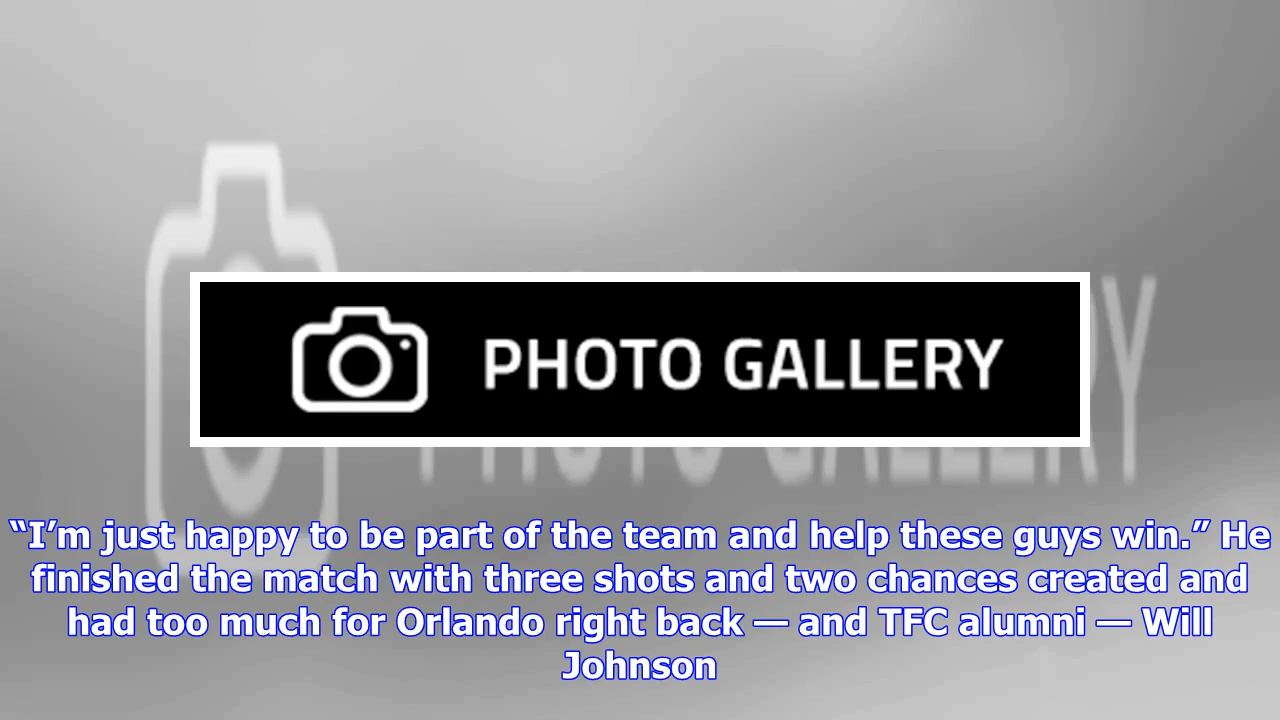 PHOTO GALLERY
“I’m just happy to be part of the team and help these guys win.” He
finished the match with three shots and two chances created and
had too much for Orlando right back — and TFC alumni — Will
Johnson